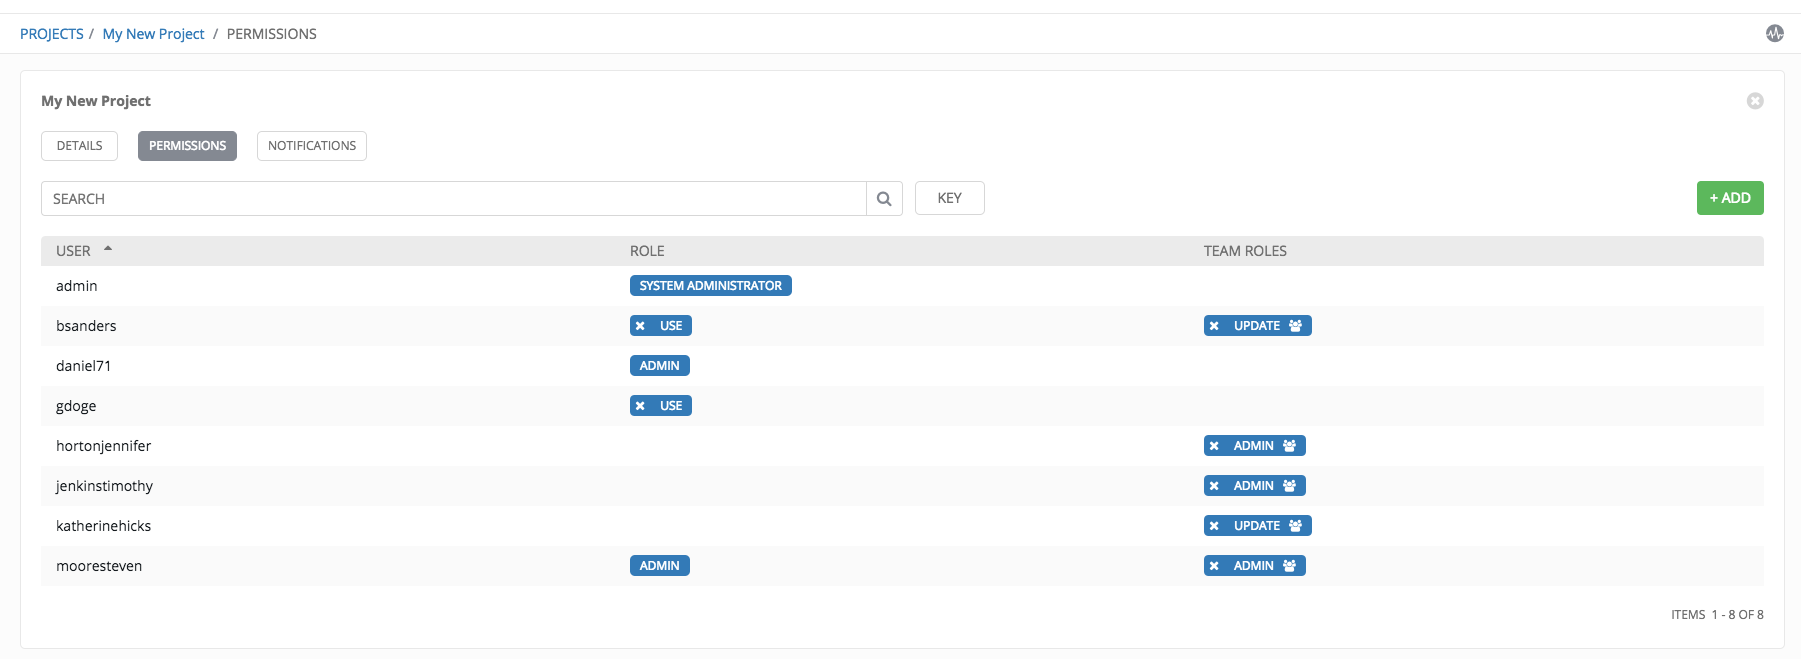 PROJECTS / My New Project / PERMISSIONS
My New Project
DETAILS PERMISSIONS NOTIFICATIONS
SEARCH KEY + ADD
USER ROLE TEAM ROLES
admin SYSTEM ADMINISTRATOR
bsanders USE UPDATE
daniel71 ADMIN
gdoge USE
hortonjennifer ADMIN
jenkinstimothy ADMIN
katherinehicks UPDATE
mooresteven ADMIN ADMIN
ITEMS 1 - 8 OF 8